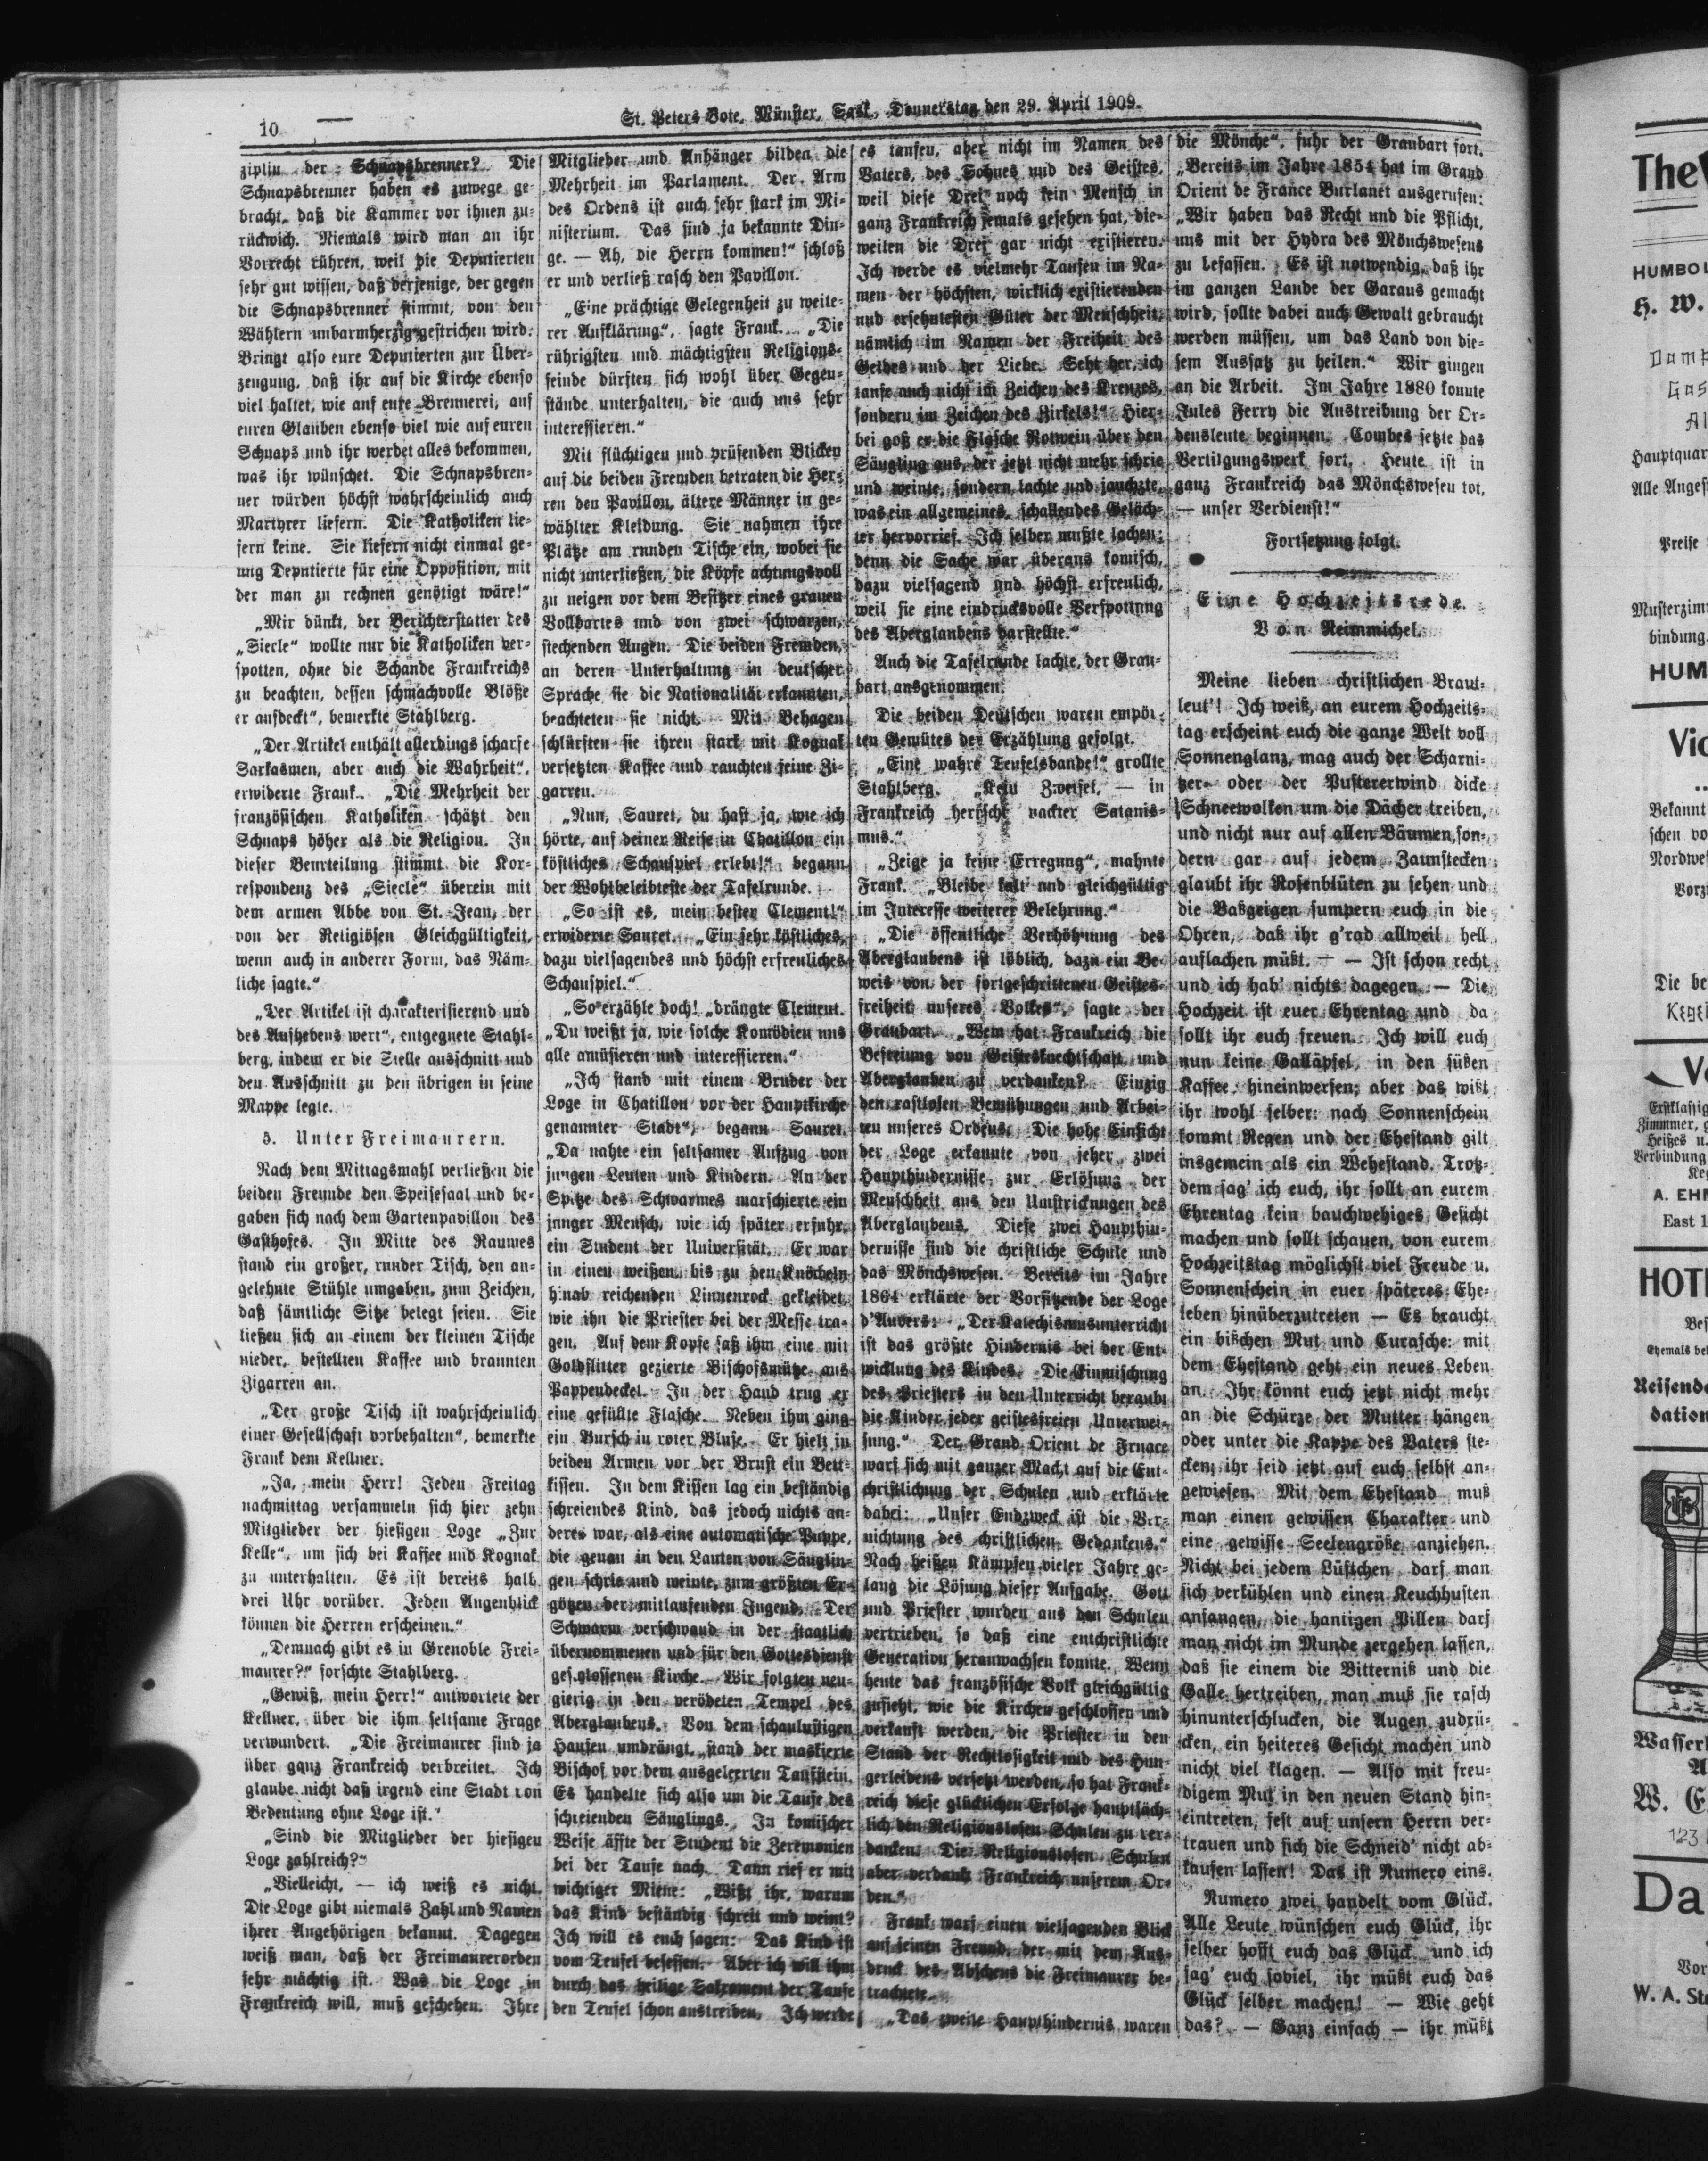 10
St. Peters Bote, Münster, Sask., Donnerstag den 29. April 1909.
ziplin der Schnapsbrenner? Die
Schnapsbrenner haben es zuwege ge-
bracht, daß die Kammer vor ihnen zu-
rückwich. Niemals wird man an ihr
Vorrecht rühren, weil die Deputierten
sehr gut wissen, daß derjenige, der gegen
die Schnapsbrenner stimmt, von den
Wählern unbarmherzig gestrichen wird.
Bringt also eure Deputierten zur Über-
zeugung, daß ihr auf die Kirche ebenso
viel haltet, wie auf eure Brennerei, auf
euren Glauben ebenso viel wie auf euren
Schnaps und ihr werdet alles bekommen,
was ihr wünschet. Die Schnapsbren-
ner würden höchst wahrscheinlich auch
Martyrer liefern. Die Katholiken lie-
fern keine. Sie liefern nicht einmal ge-
nug Deputierte für eine Opposition, mit
der man zu rechnen genötigt wäre!“
„Mir dünkt, der Berichterstatter des
„Siecle“ wollte nur die Katholiken ver-
spotten, ohne die Schande Frankreichs
zu beachten, dessen schmachvolle Blöße
er aufdeckt“, bemerkte Stahlberg.
„Der Artikel enthält allerdings scharfe
Sarkasmen, aber auch die Wahrheit“,
erwiderte Frank. „Die Mehrheit der
französischen Katholiken schätzt den
Schnaps höher als die Religion. In
dieser Beurteilung stimmt die Kor-
respondenz des „Siecle“ überein mit
dem armen Abbe von St. Jean, der
von der Religiösen Gleichgültigkeit,
wenn auch in anderer Form, das Näm-
liche sagte.“
„Der Artikel ist charakterisierend und
des Aufhebens wert“, entgegnete Stahl-
berg, indem er die Stelle ausschnitt und
den Ausschnitt zu den übrigen in seine
Mappe legte.
5. Unter Freimaurern.
Nach dem Mittagsmahl verließen die
beiden Freunde den Speisesaal und be-
gaben sich nach dem Gartenpavillon des
Gasthofes. In Mitte des Raumes
stand ein großer, runder Tisch, den an-
gelehnte Stühle umgaben, zum Zeichen,
daß sämtliche Sitze belegt seien. Sie
ließen sich an einem der kleinen Tische
nieder, bestellten Kaffee und brannten
Zigarren an.
„Der große Tisch ist wahrscheinlich
einer Gesellschaft vorbehalten“, bemerkte
Frank dem Kellner.
„Ja, mein Herr! Jeden Freitag
nachmittag versammeln sich hier zehn
Mitglieder der hiesigen Loge „Zur
Kelle“, um sich bei Kaffee und Kognak
zu unterhalten. Es ist bereits halb
drei Uhr vorüber. Jeden Augenblick
können die Herren erscheinen.“
„Demnach gibt es in Grenoble Frei-
maurer?“ forschte Stahlberg.
„Gewiß, mein Herr!“ antwortete der
Kellner, über die ihm seltsame Frage
verwundert. „Die Freimaurer sind ja
über ganz Frankreich verbreitet. Ich
glaube nicht daß irgend eine Stadt von
Bedeutung ohne Loge ist.“
„Sind die Mitglieder der hiesigen
Loge zahlreich?“
„Vielleicht, — ich weiß es nicht.
Die Loge gibt niemals Zahl und Namen
ihrer Angehörigen bekannt. Dagegen
weiß man, daß der Freimaurerorden
sehr mächtig ist. Was die Loge in
Frankreich will, muß geschehen. Ihre
Mitglieder und Anhänger bilden die
Mehrheit im Parlament. Der Arm
des Ordens ist auch sehr stark im Mi-
nisterium. Das sind ja bekannte Din-
ge. — Ah, die Herrn kommen!“ schloß
er und verließ rasch den Pavillon.
„Eine prächtige Gelegenheit zu weite-
rer Aufklärung“, sagte Frank. „Die
rührigsten und mächtigsten Religions-
feinde dürften sich wohl über Gegen-
stände unterhalten, die auch uns sehr
interessieren.“
Mit flüchtigen und prüfenden Blicken
auf die beiden Fremden betraten die Her-
ren den Pavillon, ältere Männer in ge-
wählter Kleidung. Sie nahmen ihre
Plätze am runden Tische ein, wobei sie
nicht unterließen, die Köpfe achtungsvoll
zu neigen vor dem Besitzer eines grauen
Vollbartes und von zwei schwarzen,
stechenden Augen. Die beiden Fremden,
an deren Unterhaltung in deutscher
Sprache sie die Nationalität erkannten,
beachteten sie nicht. Mit Behagen
schlürften sie ihren stark mit Kognak
versetzten Kaffee und rauchten feine Zi-
garren.
„Nun, Sauret, du hast ja, wie ich
hörte, auf deiner Reise in Chatillon ein
köstliches Schauspiel erlebt!“ begann
der Wohlbeleibteste der Tafelrunde.
„So ist es, mein bester Clement!“
erwiderte Sauret. „Ein sehr köstliches,
dazu vielsagendes und höchst erfreuliches
Schauspiel.“
„So erzähle doch! „drängte Clement.
„Du weißt ja, wie solche Komödien uns
alle amüsieren und interessieren.“
„Ich stand mit einem Bruder der
Loge in Chatillon vor der Hauptkirche
genannter Stadt“, begann Sauret.
„Da nahte ein seltsamer Aufzug von
jungen Leuten und Kindern. An der
Spitze des Schwarmes marschierte ein
junger Mensch, wie ich später erfuhr,
ein Student der Universität. Er war
in einen weißen, bis zu den Knöcheln
hinab reichenden Linnenrock gekleidet,
wie ihn die Priester bei der Messe tra-
gen. Auf dem Kopfe saß ihm eine mit
Goldflitter gezierte Bischofsmütze aus
Pappendeckel. In der Hand trug er
eine gefüllte Flasche. Neben ihm ging
ein Bursch in roter Bluse. Er hielt in
beiden Armen vor der Brust ein Bett-
kissen. In dem Kissen lag ein beständig
schreiendes Kind, das jedoch nichts an-
deres war, als eine automatische Puppe,
die genau in den Lauten von Säuglin-
gen schrie und weinte, zum größten Er-
götzen der mitlaufenden Jugend. Der
Schwarm verschwand in der staatlich
übernommenen und für den Gottesdienst
geschlossenen Kirche. Wir folgten neu-
gierig in den verödeten Tempel des
Aberglaubens. Von dem schaulustigen
Haufen umdrängt, stand der maskierte
Bischof vor dem ausgeleerten Taufstein.
Es handelte sich also um die Taufe des
schreienden Säuglings. In komischer
Weise äffte der Student die Zeremonien
bei der Taufe nach. Dann rief er mit
wichtiger Miene: „Wißt ihr, warum
das Kind beständig schreit und weint?
Ich will es euch sagen: Das Kind ist
vom Teufel besessen. Aber ich will ihm
durch das heilige Sakrament der Taufe
den Teufel schon austreiben. Ich werde
es taufen, aber nicht im Namen des
Vaters, des Sohnes und des Geistes,
weil diese Drei noch kein Mensch in
ganz Frankreich jemals gesehen hat, die-
weilen die Drei gar nicht existieren.
Ich werde es vielmehr Taufen im Na-
men der höchsten, wirklich existierenden
und ersehntesten Güter der Menschheit,
nämlich im Namen der Freiheit des
Geldes und der Liebe. Seht her, ich
taufe auch nicht im Zeichen des Kreuzes,
sondern im Zeichen des Zirkels!“ Hier-
bei goß er die Flasche Rotwein über den
Säugling aus, der jetzt nicht mehr schrie
und weinte, sondern lachte und jauchzte,
was ein allgemeines, schallendes Geläch-
ter hervorrief. Ich selber mußte lachen;
denn die Sache war überaus komisch,
dazu vielsagend und höchst erfreulich,
weil sie eine eindrucksvolle Verspottung
des Aberglaubens darstellte.“
Auch die Tafelrunde lachte, der Grau-
bart ausgenommen.
Die beiden Deutschen waren empör-
ten Gemütes der Erzählung gefolgt.
„Eine wahre Teufelsbande!“ grollte
Stahlberg. „Kein Zweifel, — in
Frankreich herrscht nackter Satanis-
mus.“
„Zeige ja keine Erregung“, mahnte
Frank. „Bleibe kalt und gleichgültig
im Interesse weiterer Belehrung.“
„Die öffentliche Verhöhnung des
Aberglaubens ist löblich, dazu ein Be-
weis von der fortgeschrittenen Geistes-
freiheit unseres Volkes“, sagte der
Graubart. „Wem hat Frankreich die
Befreiung von Geistesknechtschaft und
Aberglauben zu verdanken? Einzig
den rastlosen Bemühungen und Arbei-
ten unseres Ordens. Die hohe Einsicht
der Loge erkannte von jeher zwei
Haupthindernisse zur Erlösung der
Menschheit aus den Umstrickungen des
Aberglaubens. Diese zwei Haupthin-
dernisse sind die christliche Schule und
das Mönchswesen. Bereits im Jahre
1864 erklärte der Vorsitzende der Loge
d'Anvers: „Der Katechismusunterricht
ist das größte Hindernis bei der Ent-
wicklung des Kindes. Die Einmischung
des Priesters in den Unterricht beraubt
die Kinder jeder geistesfreien Unterwei-
sung.“ Der Grand Orient de Frnace
warf sich mit ganzer Macht auf die Ent-
christlichung der Schulen und erklärte
dabei: „Unser Endzweck ist die Ver-
nichtung des christlichen Gedankens.“
Nach heißen Kämpfen vieler Jahre ge-
lang die Lösung dieser Aufgabe. Gott
und Priester wurden aus den Schulen
vertrieben, so daß eine entchristlichte
Generation heranwachsen konnte. Wenn
heute das französische Volk gleichgültig
zusieht, wie die Kirchen geschlossen und
verkauft werden, die Priester in den
Stand der Rechtlosigkeit und des Hun-
gerleidens versetzt werden, so hat Frank-
reich diese glücklichen Erfolge hauptsäch-
lich den Religionslosen Schulen zu ver-
danken. Die Religionslosen Schulen
aber verdankt Frankreich unserem Or-
den.“
Frank warf einen vielsagenden Blick
auf seinen Freund, der mit dem Aus-
druck des Abscheus die Freimaurer be-
trachtete.
„Das zweite Haupthindernis waren
die Mönche“, fuhr der Graubart fort.
„Bereits im Jahre 1854 hat im Grand
Orient de France Burlanet ausgerufen:
„Wir haben das Recht und die Pflicht,
uns mit der Hydra des Mönchswesens
zu befassen. Es ist notwendig, daß ihr
im ganzen Lande der Garaus gemacht
wird, sollte dabei auch Gewalt gebraucht
werden müssen, um das Land von die-
sem Aussatz zu heilen.“ Wir gingen
an die Arbeit. Im Jahre 1880 konnte
Jules Ferry die Austreibung der Or-
densleute beginnen. Combes setzte das
Vertilgungswerk fort. Heute ist in
ganz Frankreich das Mönchswesen tot,
— unser Verdienst!“
Fortsetzung folgt.
Eine Hochzeitsrede.
Von Reimmichel.
Meine lieben christlichen Braut-
leut'! Ich weiß, an eurem Hochzeits-
tag erscheint euch die ganze Welt voll
Sonnenglanz, mag auch der Scharni-
tzer- oder der Pustererwind dicke
Schneewolken um die Dächer treiben,
und nicht nur auf allen Bäumen, son-
dern gar auf jedem Zaunstecken
glaubt ihr Rosenblüten zu sehen und
die Baßgeigen sumpern euch in die
Ohren, daß ihr g'rad allweil hell
auflachen müßt. — — Ist schon recht
und ich hab' nichts dagegen. — Die
Hochzeit ist euer Ehrentag und da
sollt ihr euch freuen. Ich will euch
nun keine Galläpfel in den süßen
Kaffee hineinwerfen; aber das wißt
ihr wohl selber: nach Sonnenschein
kommt Regen und der Ehestand gilt
insgemein als ein Wehestand. Trotz-
dem sag' ich euch, ihr sollt an eurem
Ehrentag kein bauchwehiges Gesicht
machen und sollt schauen, von eurem
Hochzeitstag möglichst viel Freude u.
Sonnenschein in euer späteres Ehe-
leben hinüberzutreten — Es braucht
ein bißchen Mut und Curasche: mit
dem Ehestand geht ein neues Leben
an. Ihr könnt euch jetzt nicht mehr
an die Schürze der Mutter hängen
oder unter die Kappe des Vaters ste-
cken; ihr seid jetzt auf euch selbst an-
gewiesen. Mit dem Ehestand muß
man einen gewissen Charakter und
eine gewisse Seelengröße anziehen.
Nicht bei jedem Lüftchen darf man
sich verkühlen und einen Keuchhusten
anfangen, die hantigen Pillen darf
man nicht im Munde zergehen lassen,
daß sie einem die Bitterniß und die
Galle hertreiben, man muß sie rasch
hinunterschlucken, die Augen zudrü-
cken, ein heiteres Gesicht machen und
nicht viel klagen. — Also mit freu-
digem Mut in den neuen Stand hin-
eintreten, fest auf unsern Herrn ver-
trauen und sich die Schneid' nicht ab-
kaufen lassen! Das ist Numero eins.
Numero zwei handelt vom Glück.
Alle Leute wünschen euch Glück, ihr
selber hofft euch das Glück und ich
sag' euch soviel, ihr müßt euch das
Glück selber machen! — Wie geht
das? — Ganz einfach — ihr müßt
The
HUMBOL
H. W.
Hauptquar
Alle Angest
Preise
Musterzim
bindung.
HUM
Vic
Bekannt
schen vo
Nordwe
Vorzi
Die be
Erstklassig
Zimmmer, g
Heißes u.
Verbindung
A. EHM
East 1
HOT
Ehemals be
Reisende
dation
Wasser
W. E
123
Da
Vor
W. A. St